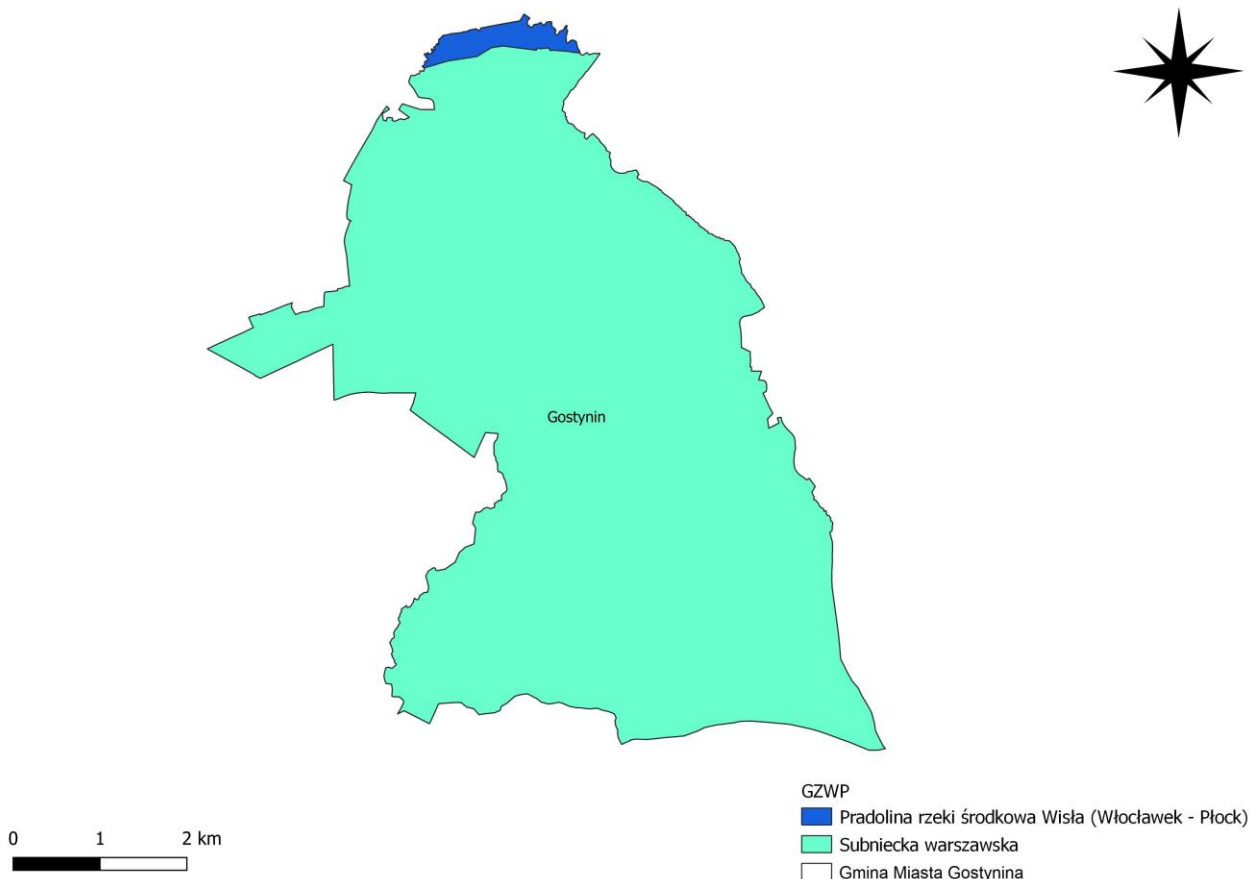 Gostynin
0 1 2 km
GZWP
Pradolina rzeki środkowa Wisła (Włocławek - Płock)
Subniecka warszawska
Gmina Miasta Gostynina